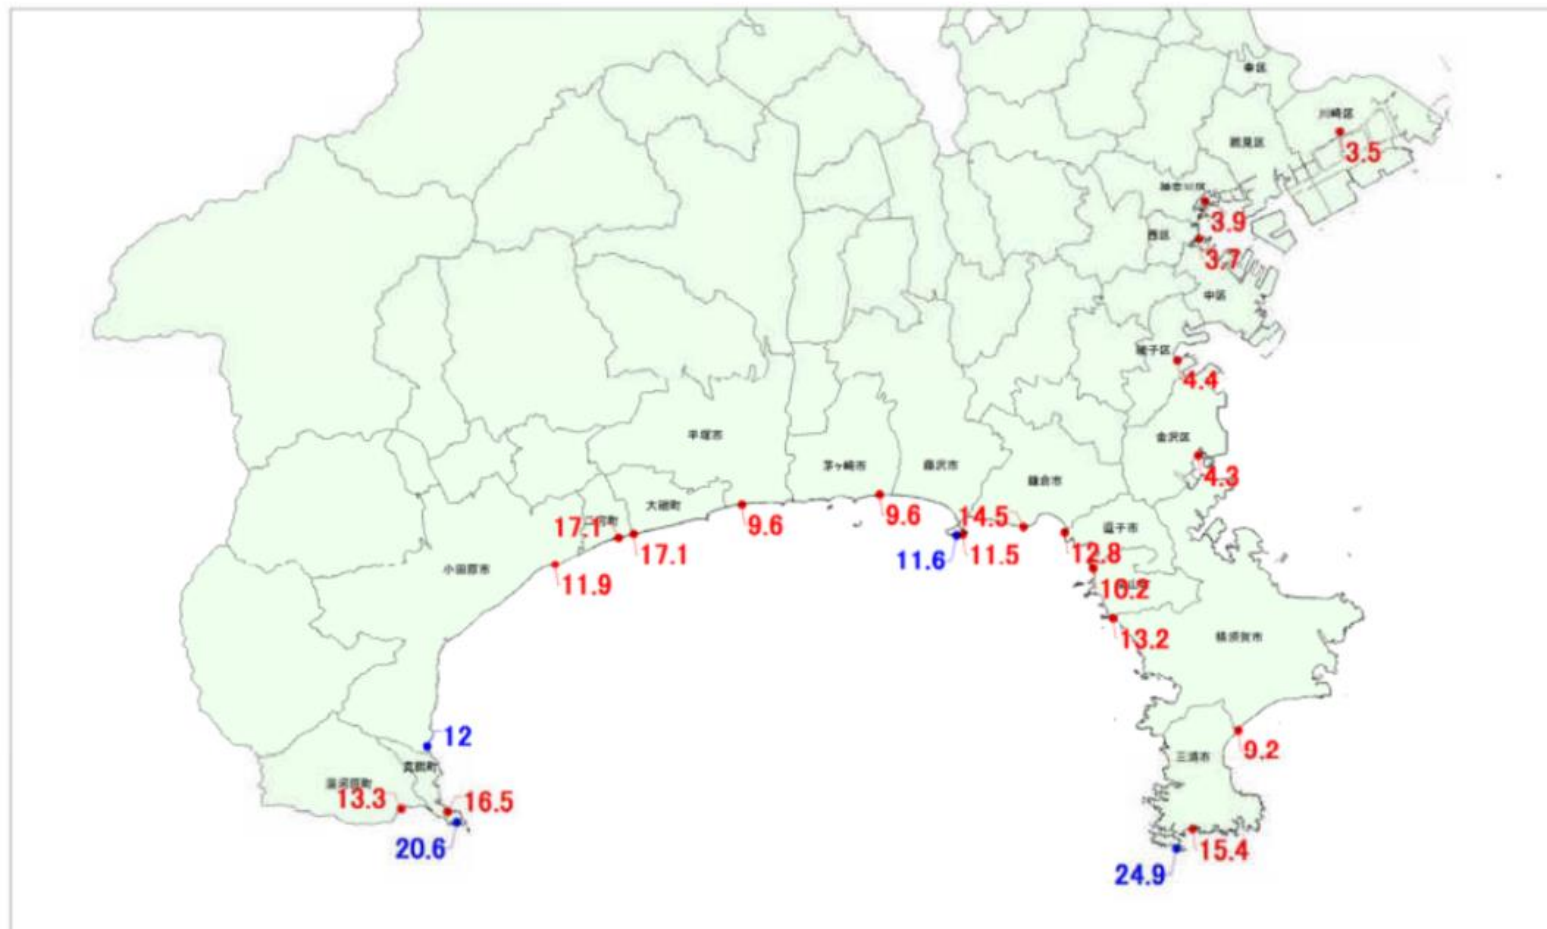 幸区
川崎区
鶴見区
3.5
神奈川区
3.9
西区
3.7
中区
磯子区
4.4
平塚市
金沢区
茅ヶ崎市
藤沢市
4.3
鎌倉市
大磯町
二宮町
9.6
9.6
14.5
逗子市
17.1
17.1
11.6
11.5
12.8
小田原市
11.9
10.2
13.2
横須賀市
12
9.2
三浦市
真鶴町
湯河原町
13.3
16.5
20.6
15.4
24.9